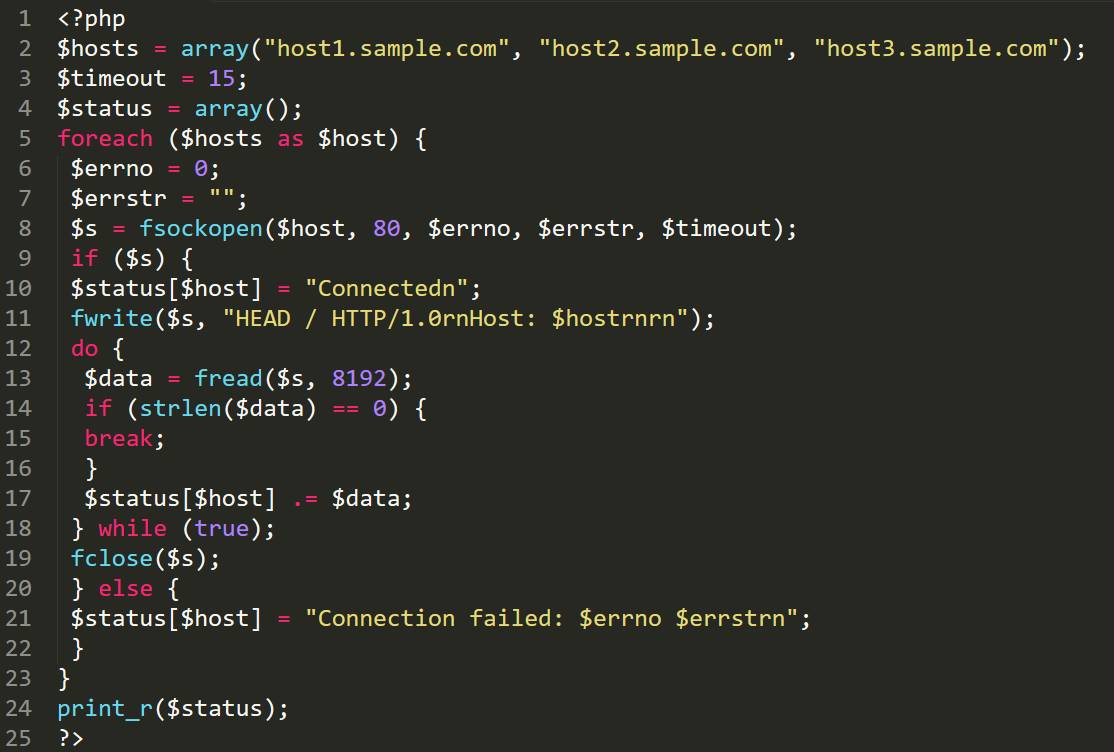 1 <?php
2 $hosts = array("host1.sample.com", "host2.sample.com", "host3.sample.com");
3 $timeout = 15;
4 $status = array();
5 foreach ($hosts as $host) {
6  $errno = 0;
7  $errstr = "";
8  $s = fsockopen($host, 80, $errno, $errstr, $timeout);
9  if ($s) {
10  $status[$host] = "Connectedn";
11  fwrite($s, "HEAD / HTTP/1.0rnHost: $hostrnrn");
12  do {
13   $data = fread($s, 8192);
14   if (strlen($data) == 0) {
15   break;
16   }
17   $status[$host] .= $data;
18  } while (true);
19  fclose($s);
20  } else {
21  $status[$host] = "Connection failed: $errno $errstrn";
22  }
23 }
24 print_r($status);
25 ?>